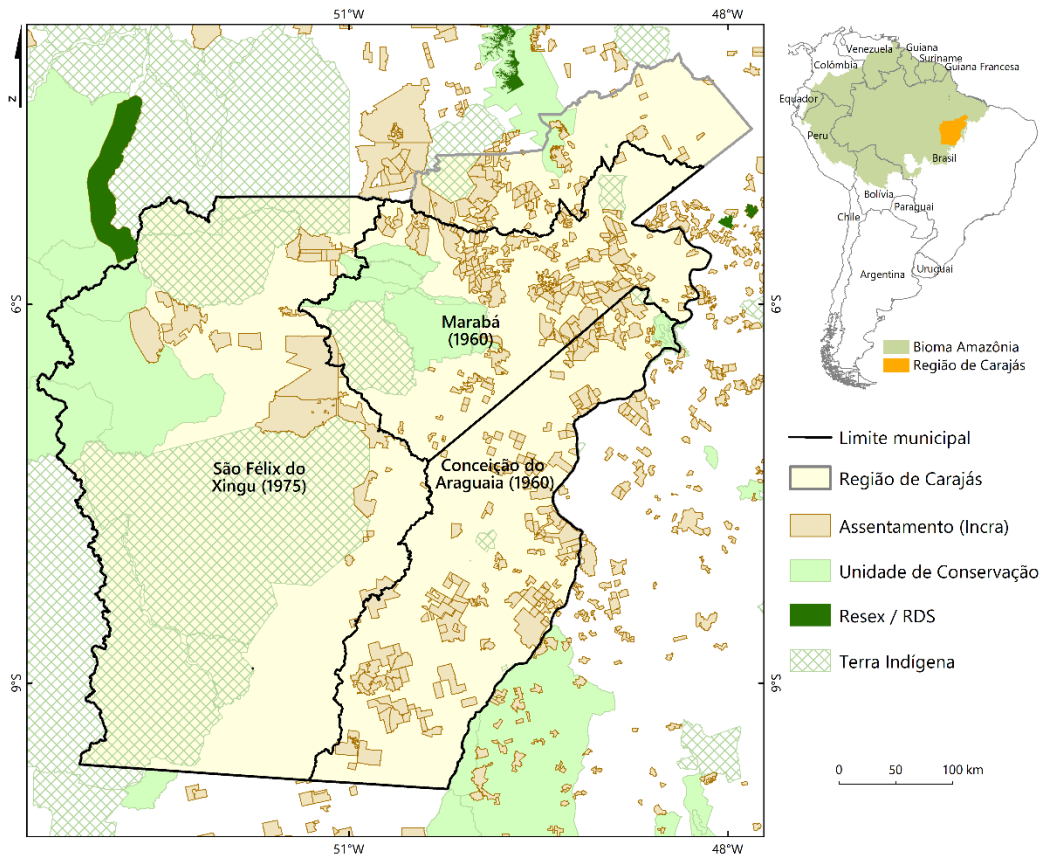 51°W
48°W
N
6°S
6°S
9°S
9°S
51°W
48°W
Marabá
(1960)
São Félix do
Xingu (1975)
Conceição do
Araguaia (1960)
Venezuela
Guiana
Suriname
Guiana Francesa
Colômbia
Equador
Peru
Brasil
Bolívia
Paraguai
Chile
Argentina
Uruguai
Bioma Amazônia
Região de Carajás
Limite municipal
Região de Carajás
Assentamento (Incra)
Unidade de Conservação
Resex / RDS
Terra Indígena
0 50 100 km